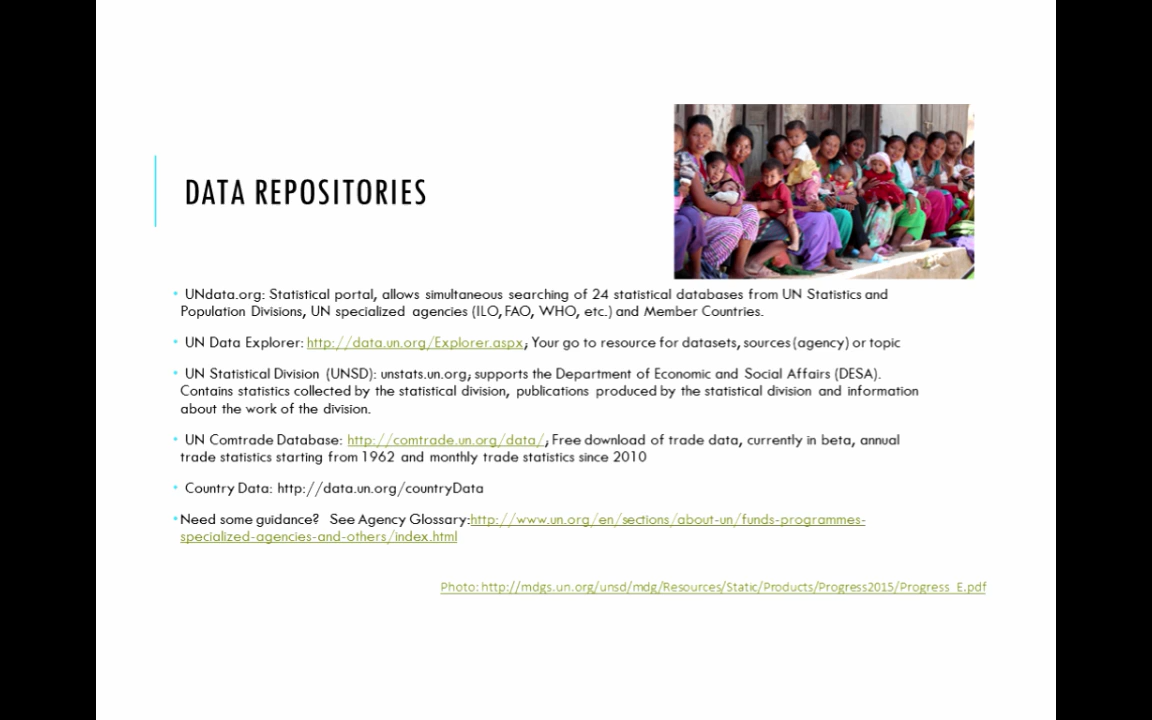 DATA REPOSITORIES
• UNdata.org: Statistical portal, allows simultaneous searching of 24 statistical databases from UN Statistics and
Population Divisions, UN specialized agencies (ILO, FAO, WHO, etc.) and Member Countries.
• UN Data Explorer: http://data.un.org/Explorer.aspx; Your go to resource for datasets, sources (agency) or topic
• UN Statistical Division (UNSD): unstats.un.org; supports the Department of Economic and Social Affairs (DESA).
Contains statistics collected by the statistical division, publications produced by the statistical division and information
about the work of the division.
• UN Comtrade Database: http://comtrade.un.org/data/; Free download of trade data, currently in beta, annual
trade statistics starting from 1962 and monthly trade statistics since 2010
• Country Data: http://data.un.org/countryData
• Need some guidance? See Agency Glossary:http://www.un.org/en/sections/about-un/funds-programmes-
specialized-agencies-and-others/index.html
Photo: http://mdgs.un.org/unsd/mdg/Resources/Static/Products/Progress2015/Progress_E.pdf